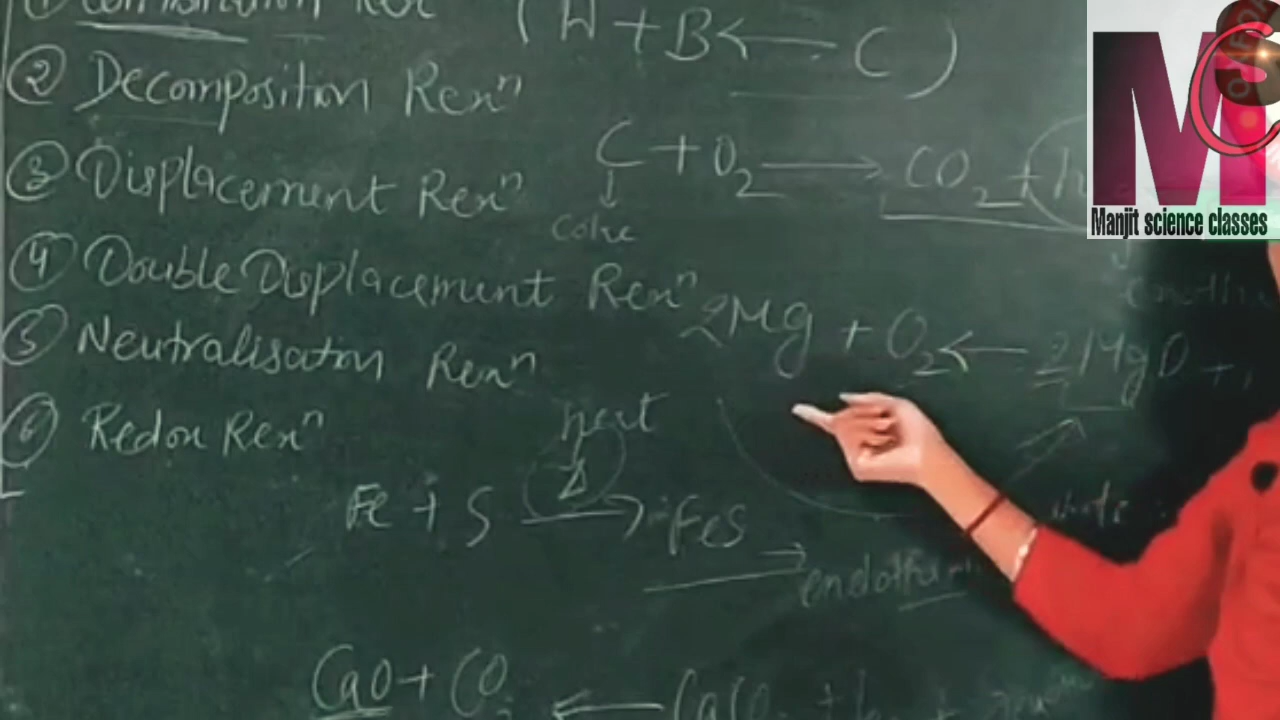 (A + B ← C)
② Decomposition Rexⁿ
C + O₂ → CO₂ +
③ Displacement Rexⁿ
coke
④ Double Displacement Rexⁿ
2Mg + O₂ ← 2MgO +
⑤ Neutralisation Rexⁿ
⑥ Redox Rexⁿ
heat
Δ
Fe + S → FeS
→
CaO + CO₂ ←
MSC
Manjit science classes